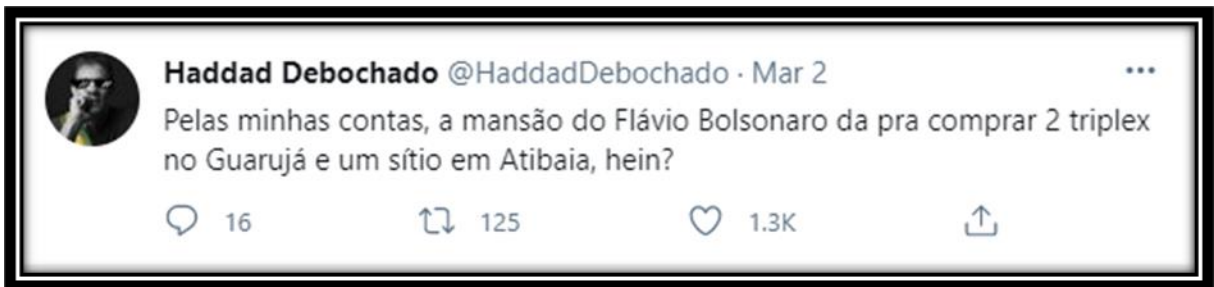 Haddad Debochado @HaddadDebochado · Mar 2
Pelas minhas contas, a mansão do Flávio Bolsonaro da pra comprar 2 triplex
no Guarujá e um sítio em Atibaia, hein?
16 125 1.3K